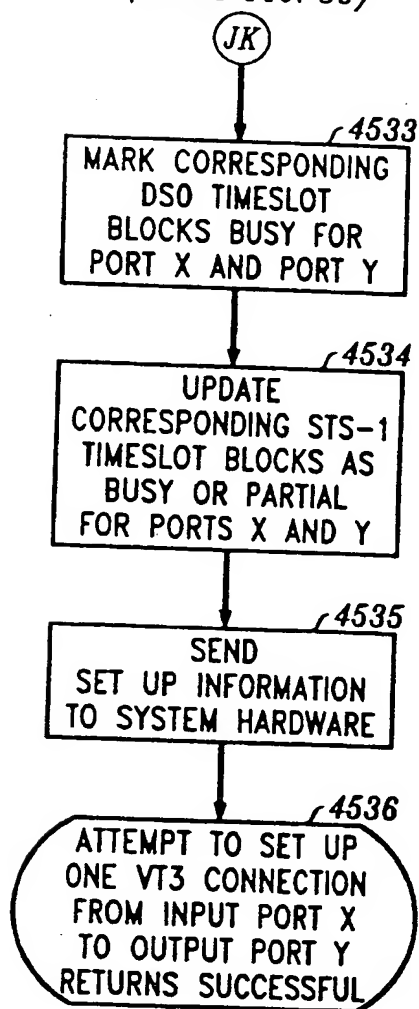 JK
4533
MARK CORRESPONDING
DSO TIMESLOT
BLOCKS BUSY FOR
PORT X AND PORT Y
4534
UPDATE
CORRESPONDING STS-1
TIMESLOT BLOCKS AS
BUSY OR PARTIAL
FOR PORTS X AND Y
4535
SEND
SET UP INFORMATION
TO SYSTEM HARDWARE
4536
ATTEMPT TO SET UP
ONE VT3 CONNECTION
FROM INPUT PORT X
TO OUTPUT PORT Y
RETURNS SUCCESSFUL